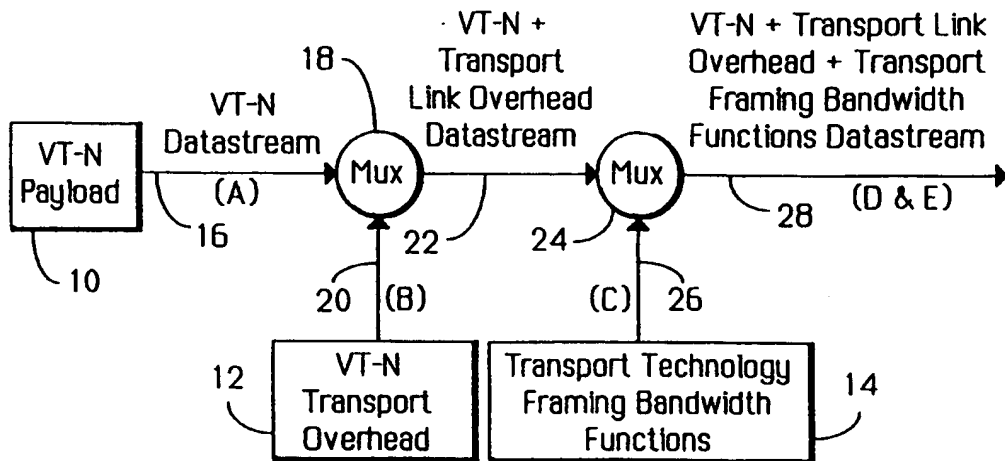 VT-N
Payload
10
VT-N
Datastream
16
(A)
18
Mux
VT-N +
Transport
Link Overhead
Datastream
22
20
(B)
12
VT-N
Transport
Overhead
24
Mux
VT-N + Transport Link
Overhead + Transport
Framing Bandwidth
Functions Datastream
28
(D & E)
(C)
26
Transport Technology
Framing Bandwidth
Functions
14